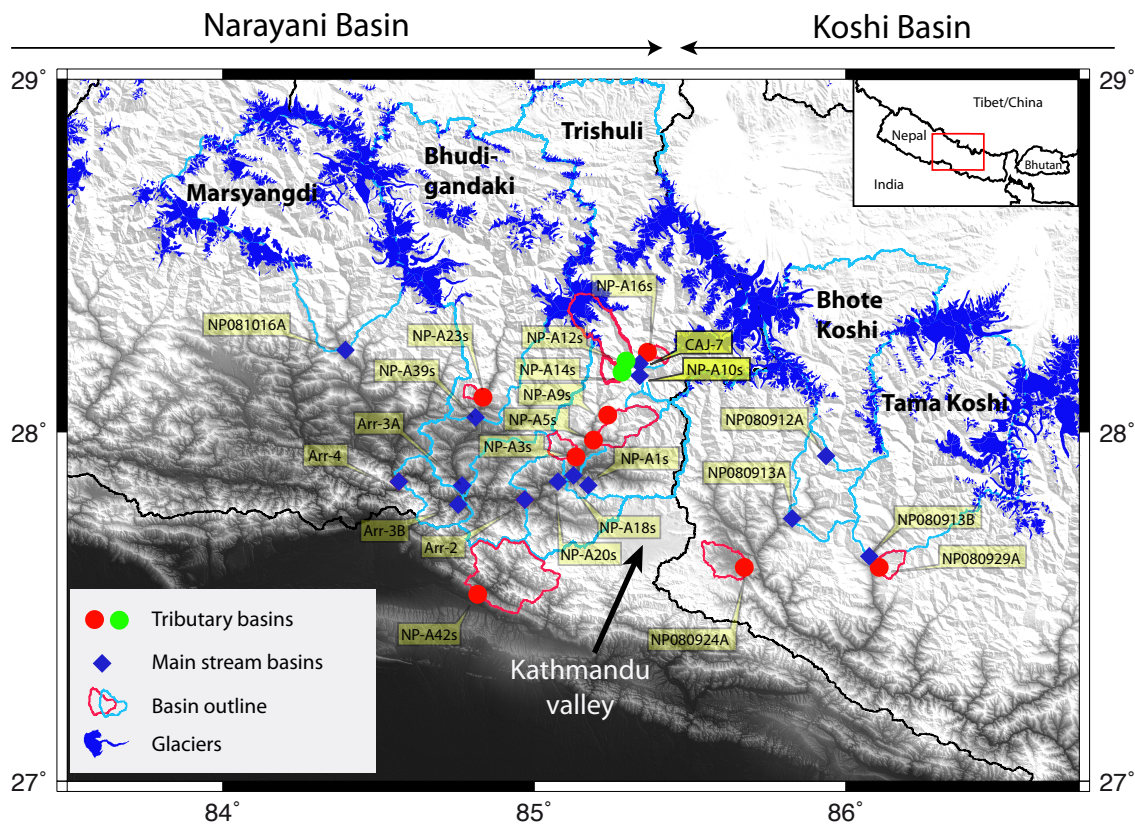 Narayani Basin
Koshi Basin
29˚
29˚
Tibet/China
Nepal
Bhutan
India
Trishuli
Bhudi-
gandaki
Marsyangdi
Bhote
Koshi
Tama Koshi
NP-A16s
NP081016A
NP-A23s
NP-A12s
CAJ-7
NP-A39s
NP-A14s
NP-A10s
NP-A9s
Arr-3A
NP-A5s
NP080912A
28˚
28˚
Arr-4
NP-A3s
NP-A1s
NP080913A
Arr-3B
Arr-2
NP-A18s
NP080913B
NP-A20s
NP080929A
NP-A42s
NP080924A
Kathmandu
valley
Tributary basins
Main stream basins
Basin outline
Glaciers
27˚
27˚
84˚
85˚
86˚